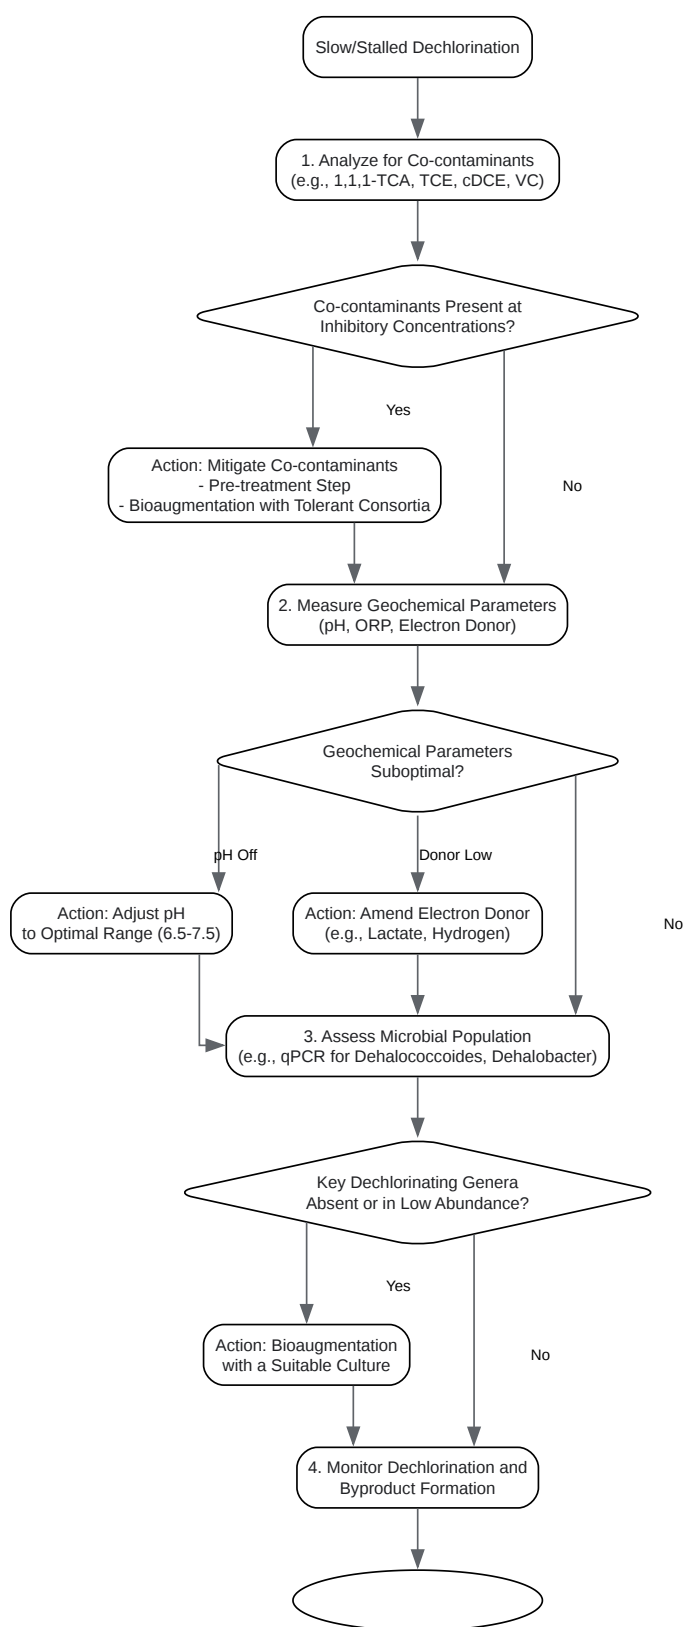 Slow/Stalled Dechlorination
1. Analyze for Co-contaminants
(e.g., 1,1,1-TCA, TCE, cDCE, VC)
Co-contaminants Present at
Inhibitory Concentrations?
Yes
Action: Mitigate Co-contaminants
- Pre-treatment Step
- Bioaugmentation with Tolerant Consortia
No
2. Measure Geochemical Parameters
(pH, ORP, Electron Donor)
Geochemical Parameters
Suboptimal?
pH Off
Donor Low
Action: Adjust pH
to Optimal Range (6.5-7.5)
Action: Amend Electron Donor
(e.g., Lactate, Hydrogen)
No
3. Assess Microbial Population
(e.g., qPCR for Dehalococcoides, Dehalobacter)
Key Dechlorinating Genera
Absent or in Low Abundance?
Yes
Action: Bioaugmentation
with a Suitable Culture
No
4. Monitor Dechlorination and
Byproduct Formation